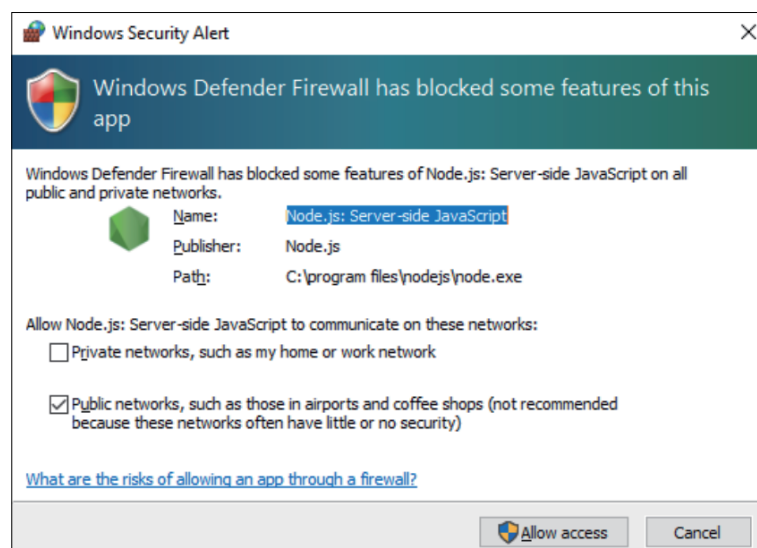 Windows Security Alert
Windows Defender Firewall has blocked some features of this
app
Windows Defender Firewall has blocked some features of Node.js: Server-side JavaScript on all
public and private networks.
Name: Node.js: Server-side JavaScript
Publisher: Node.js
Path: C:\program files\nodejs\node.exe
Allow Node.js: Server-side JavaScript to communicate on these networks:
Private networks, such as my home or work network
Public networks, such as those in airports and coffee shops (not recommended
because these networks often have little or no security)
What are the risks of allowing an app through a firewall?
Allow access Cancel